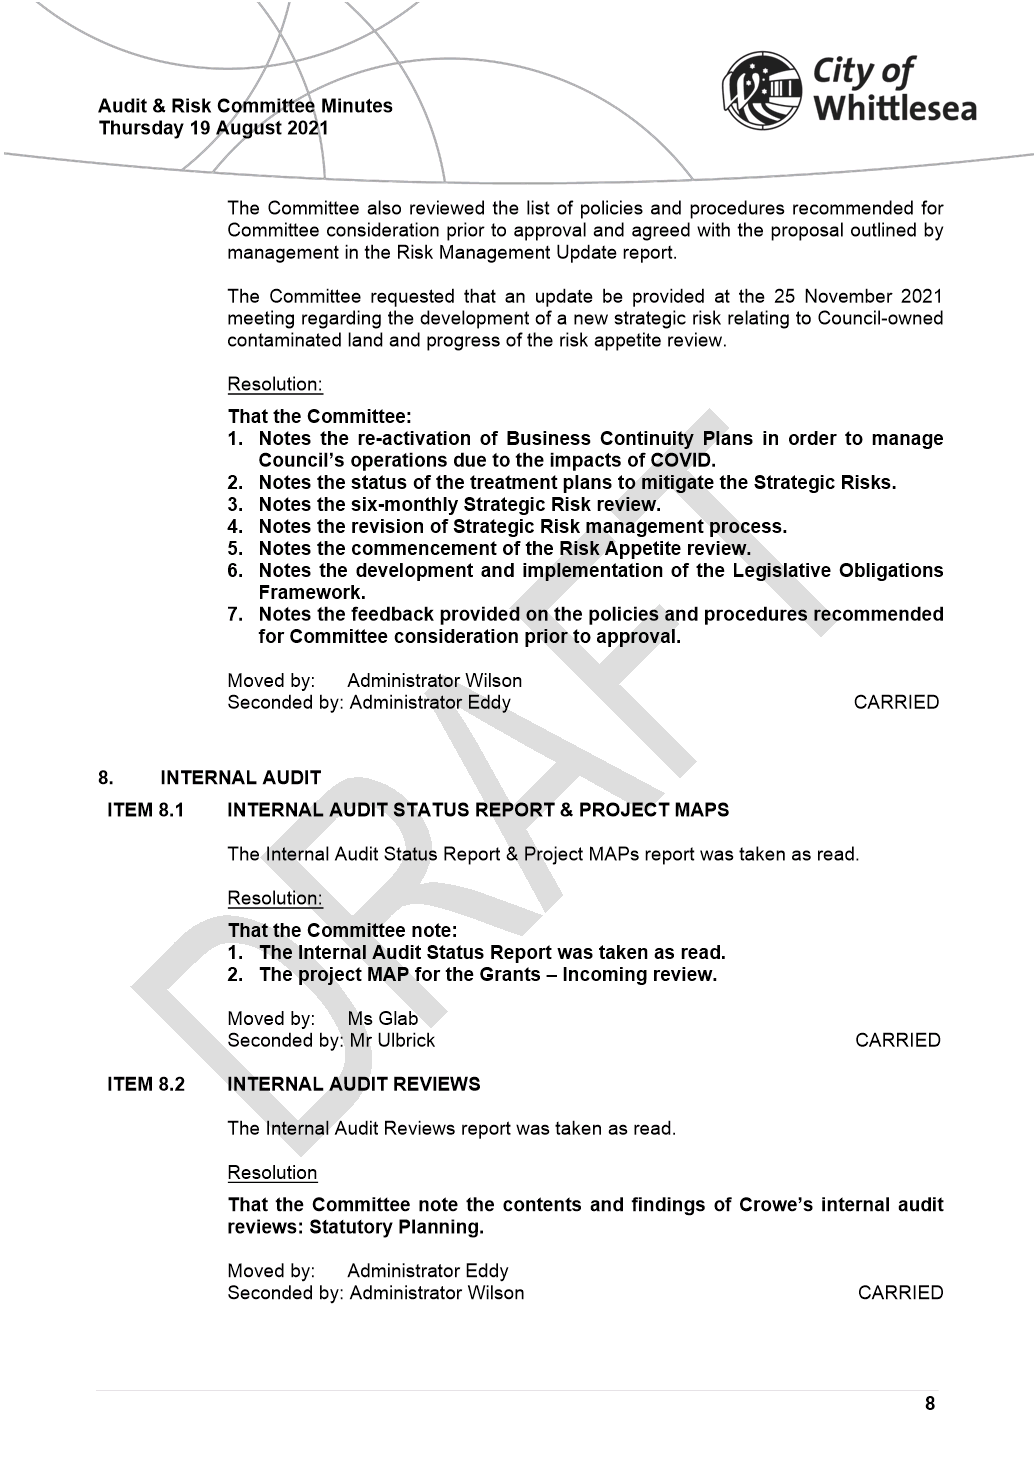 City of
Whittlesea
Audit & Risk Committee Minutes
Thursday 19 August 2021
The Committee also reviewed the list of policies and procedures recommended for
Committee consideration prior to approval and agreed with the proposal outlined by
management in the Risk Management Update report.
The Committee requested that an update be provided at the 25 November 2021
meeting regarding the development of a new strategic risk relating to Council-owned
contaminated land and progress of the risk appetite review.
Resolution:
That the Committee:
1. Notes the re-activation of Business Continuity Plans in order to manage
Council’s operations due to the impacts of COVID.
2. Notes the status of the treatment plans to mitigate the Strategic Risks.
3. Notes the six-monthly Strategic Risk review.
4. Notes the revision of Strategic Risk management process.
5. Notes the commencement of the Risk Appetite review.
6. Notes the development and implementation of the Legislative Obligations
Framework.
7. Notes the feedback provided on the policies and procedures recommended
for Committee consideration prior to approval.
Moved by: Administrator Wilson
Seconded by: Administrator Eddy CARRIED
8. INTERNAL AUDIT
ITEM 8.1 INTERNAL AUDIT STATUS REPORT & PROJECT MAPS
The Internal Audit Status Report & Project MAPs report was taken as read.
Resolution:
That the Committee note:
1. The Internal Audit Status Report was taken as read.
2. The project MAP for the Grants – Incoming review.
Moved by: Ms Glab
Seconded by: Mr Ulbrick CARRIED
ITEM 8.2 INTERNAL AUDIT REVIEWS
The Internal Audit Reviews report was taken as read.
Resolution
That the Committee note the contents and findings of Crowe’s internal audit
reviews: Statutory Planning.
Moved by: Administrator Eddy
Seconded by: Administrator Wilson CARRIED
8
DRAFT